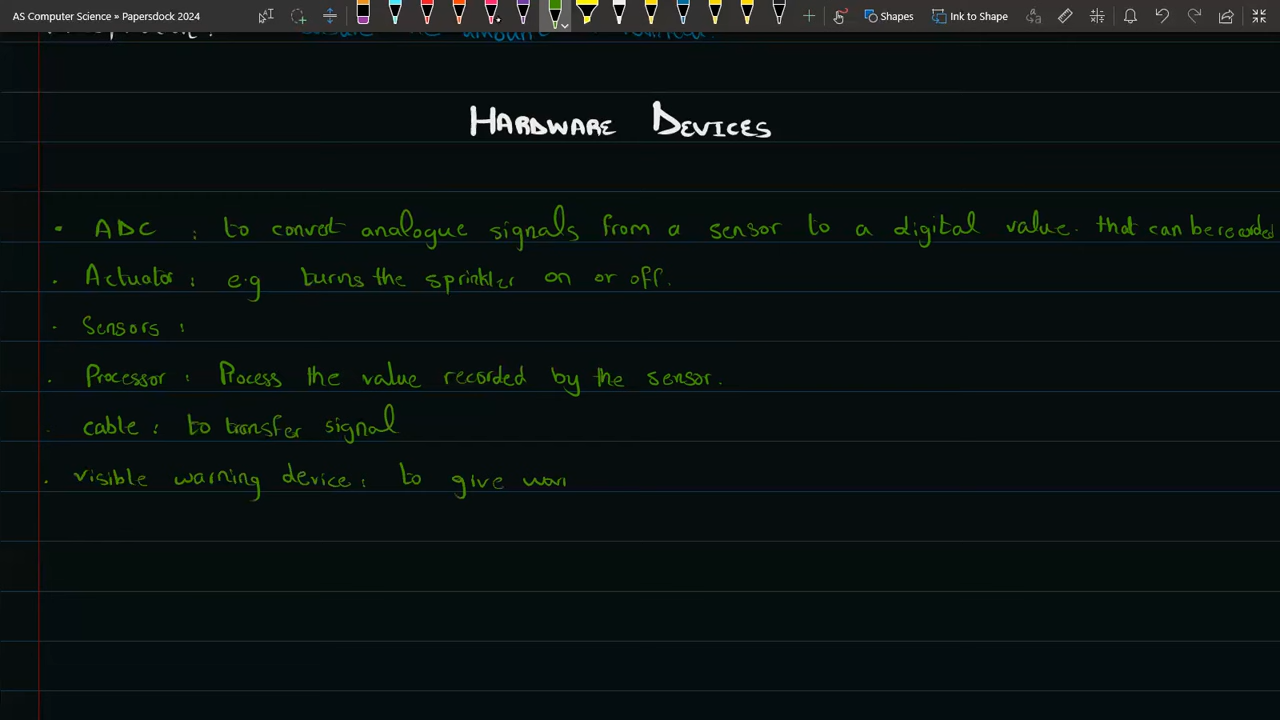 AS Computer Science » Papersdock 2024
Shapes
Ink to Shape
amount
HARDWARE DEVICES
• ADC : to convert analogue signals from a sensor to a digital value. that can be recorded
• Actuator : e.g turns the sprinkler on or off.
• Sensors :
• Processor : Process the value recorded by the sensor.
• cable : to transfer signal
• visible warning device : to give warn